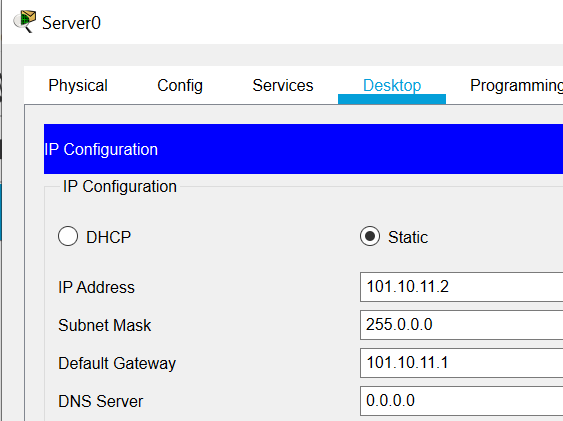 Server0
Physical Config Services Desktop Programming
IP Configuration
IP Configuration
DHCP Static
IP Address 101.10.11.2
Subnet Mask 255.0.0.0
Default Gateway 101.10.11.1
DNS Server 0.0.0.0